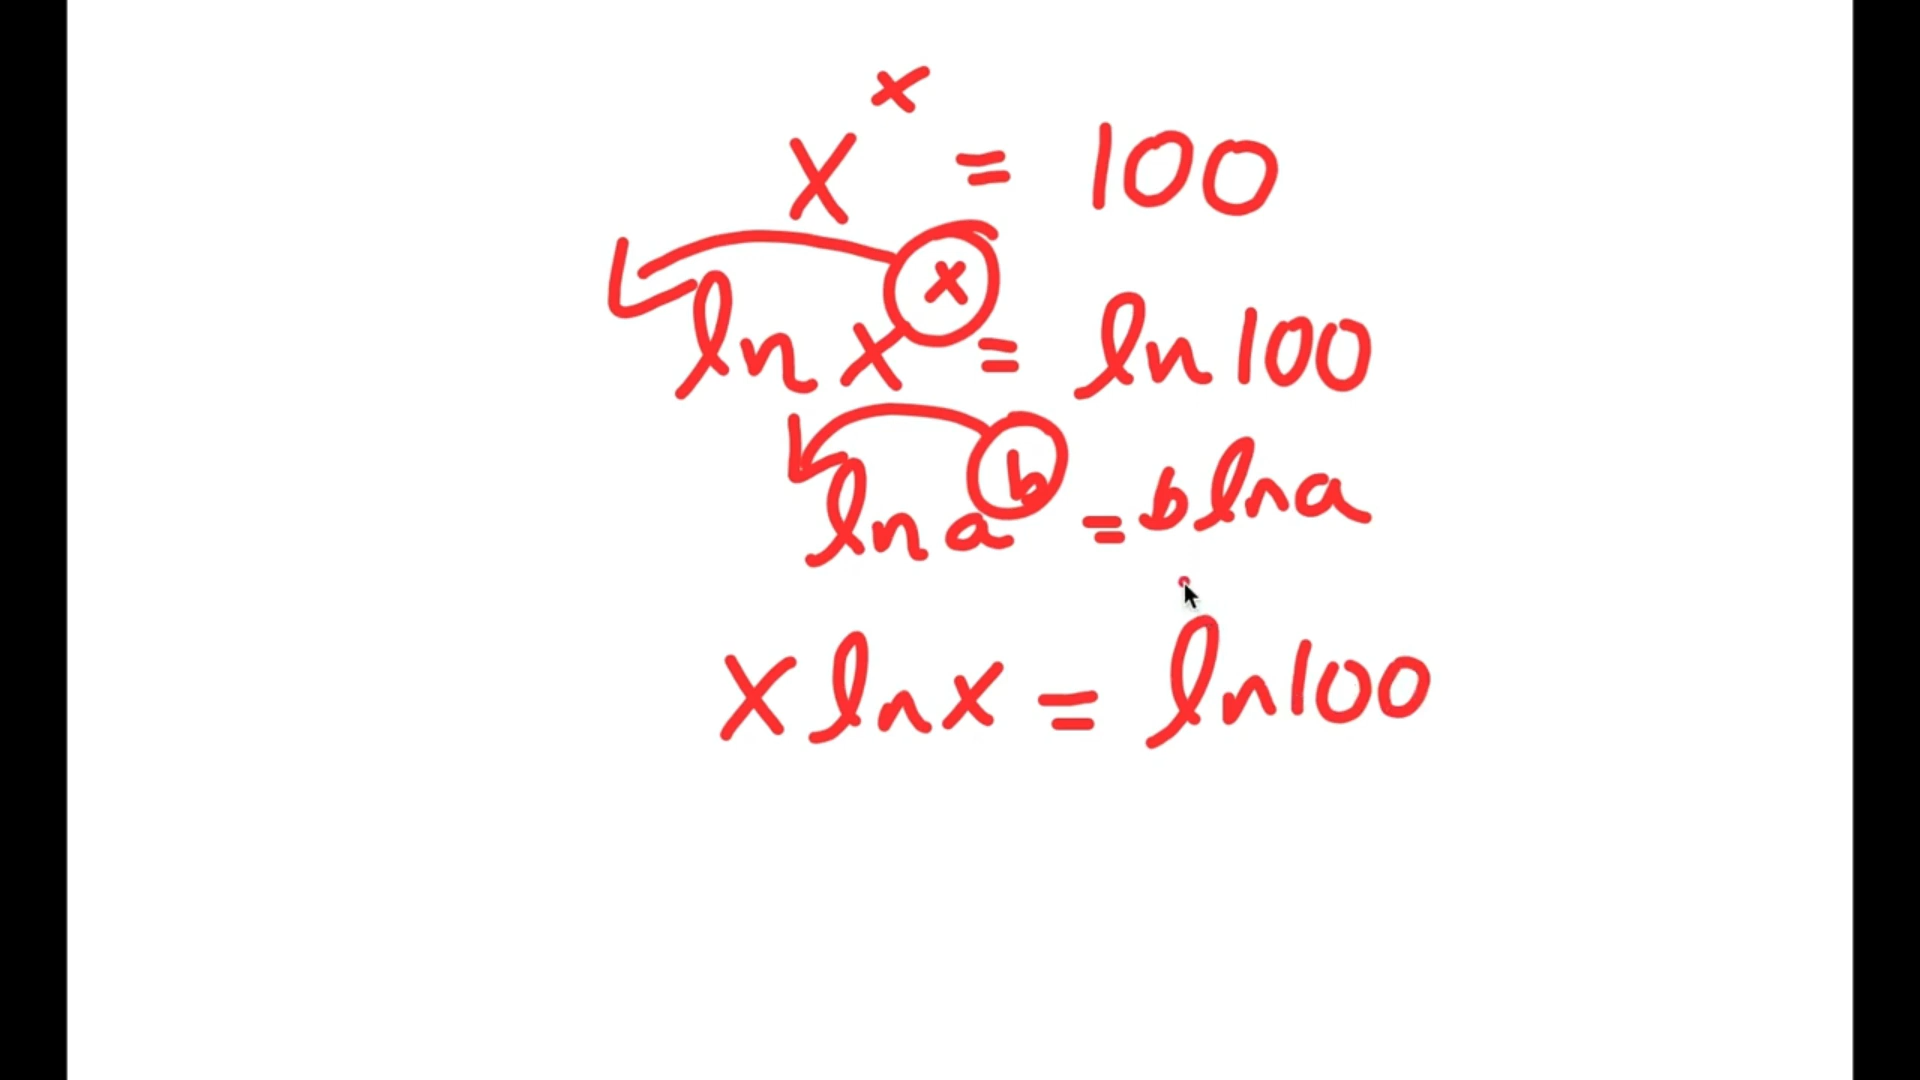 x^x = 100
ln x^x = ln 100
ln a^b = b ln a
x ln x = ln 100